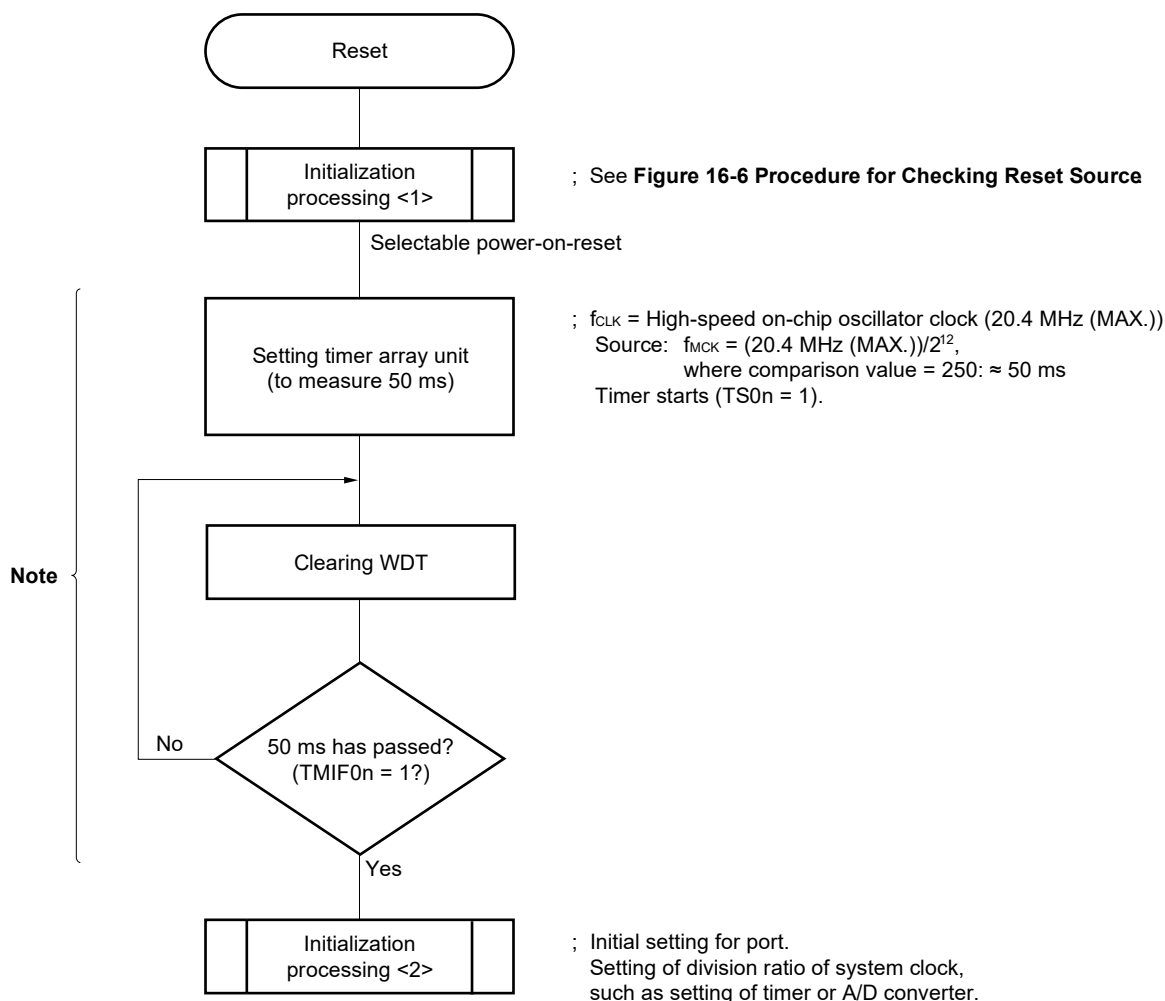 Reset
Initialization
processing <1>
; See Figure 16-6 Procedure for Checking Reset Source
Selectable power-on-reset
Setting timer array unit
(to measure 50 ms)
; fCLK = High-speed on-chip oscillator clock (20.4 MHz (MAX.))
Source: fMCK = (20.4 MHz (MAX.))/2¹²,
where comparison value = 250: ≈ 50 ms
Timer starts (TS0n = 1).
Clearing WDT
Note
No
50 ms has passed?
(TMIF0n = 1?)
Yes
Initialization
processing <2>
; Initial setting for port.
Setting of division ratio of system clock,
such as setting of timer or A/D converter.